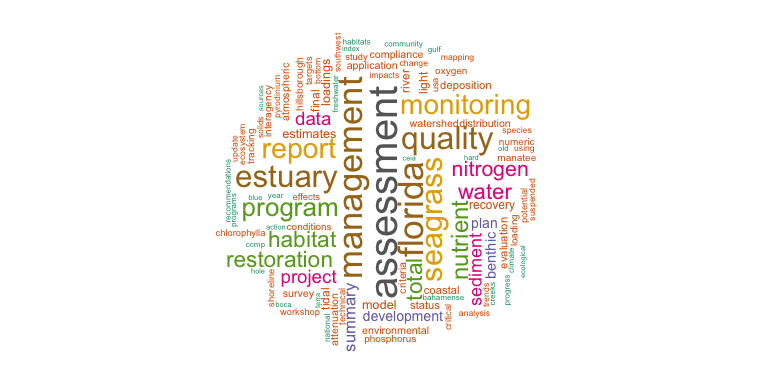 habitats
community
index
gulf
southwest
study
compliance
mapping
application
change
impacts
oxygen
targets
bottom
loadings
freshwater
hillsborough
final
atmospheric
river
light
usa
deposition
sources
pyrodinium
interagency
solids
data
monitoring
management
assessment
watershed
distribution
estimates
species
quality
numeric
old
using
update
ecosystem
tracking
report
ceia
hard
manatee
estuary
florida
seagrass
nitrogen
water
recommendations
programs
blue
year
effects
program
recovery
potential
suspended
action
conditions
chlorophylla
ccmp
habitat
nutrient
plan
evaluation
loading
restoration
total
criteria
sediment
benthic
climate
ecological
hole
project
shoreline
survey
boca
terra
tidal
workshop
national
attenuation
technical
summary
model
status
coastal
bahamense
development
critical
trends
creeks
progress
analysis
environmental
phosphorus